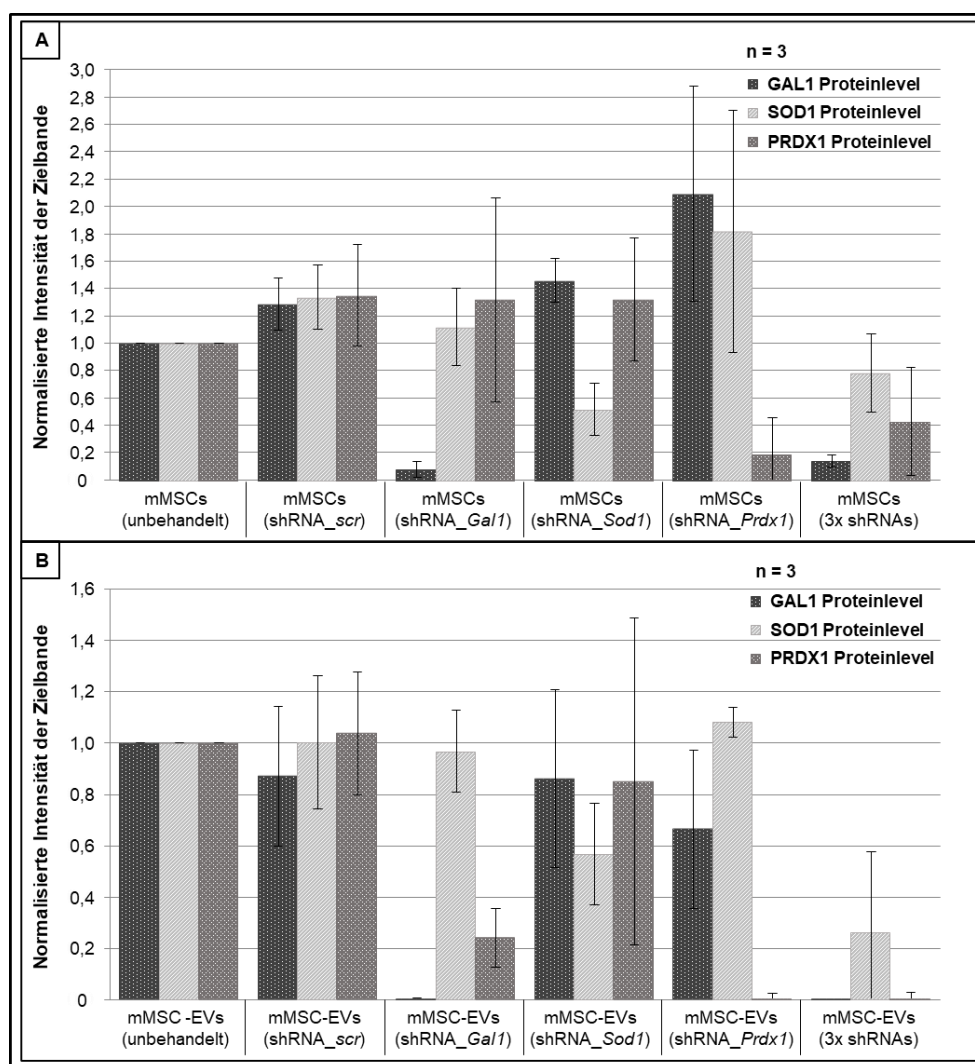 A
n = 3
GAL1 Proteinlevel
SOD1 Proteinlevel
PRDX1 Proteinlevel
Normalisierte Intensität der Zielbande
3,0
2,8
2,6
2,4
2,2
2,0
1,8
1,6
1,4
1,2
1,0
0,8
0,6
0,4
0,2
0
mMSCs mMSCs mMSCs mMSCs mMSCs mMSCs
(unbehandelt) (shRNA_scr) (shRNA_Gal1) (shRNA_Sod1) (shRNA_Prdx1) (3x shRNAs)
B
n = 3
GAL1 Proteinlevel
SOD1 Proteinlevel
PRDX1 Proteinlevel
Normalisierte Intensität der Zielbande
1,6
1,4
1,2
1,0
0,8
0,6
0,4
0,2
0
mMSC -EVs mMSC-EVs mMSC-EVs mMSC-EVs mMSC-EVs mMSC-EVs
(unbehandelt) (shRNA_scr) (shRNA_Gal1) (shRNA_Sod1) (shRNA_Prdx1) (3x shRNAs)